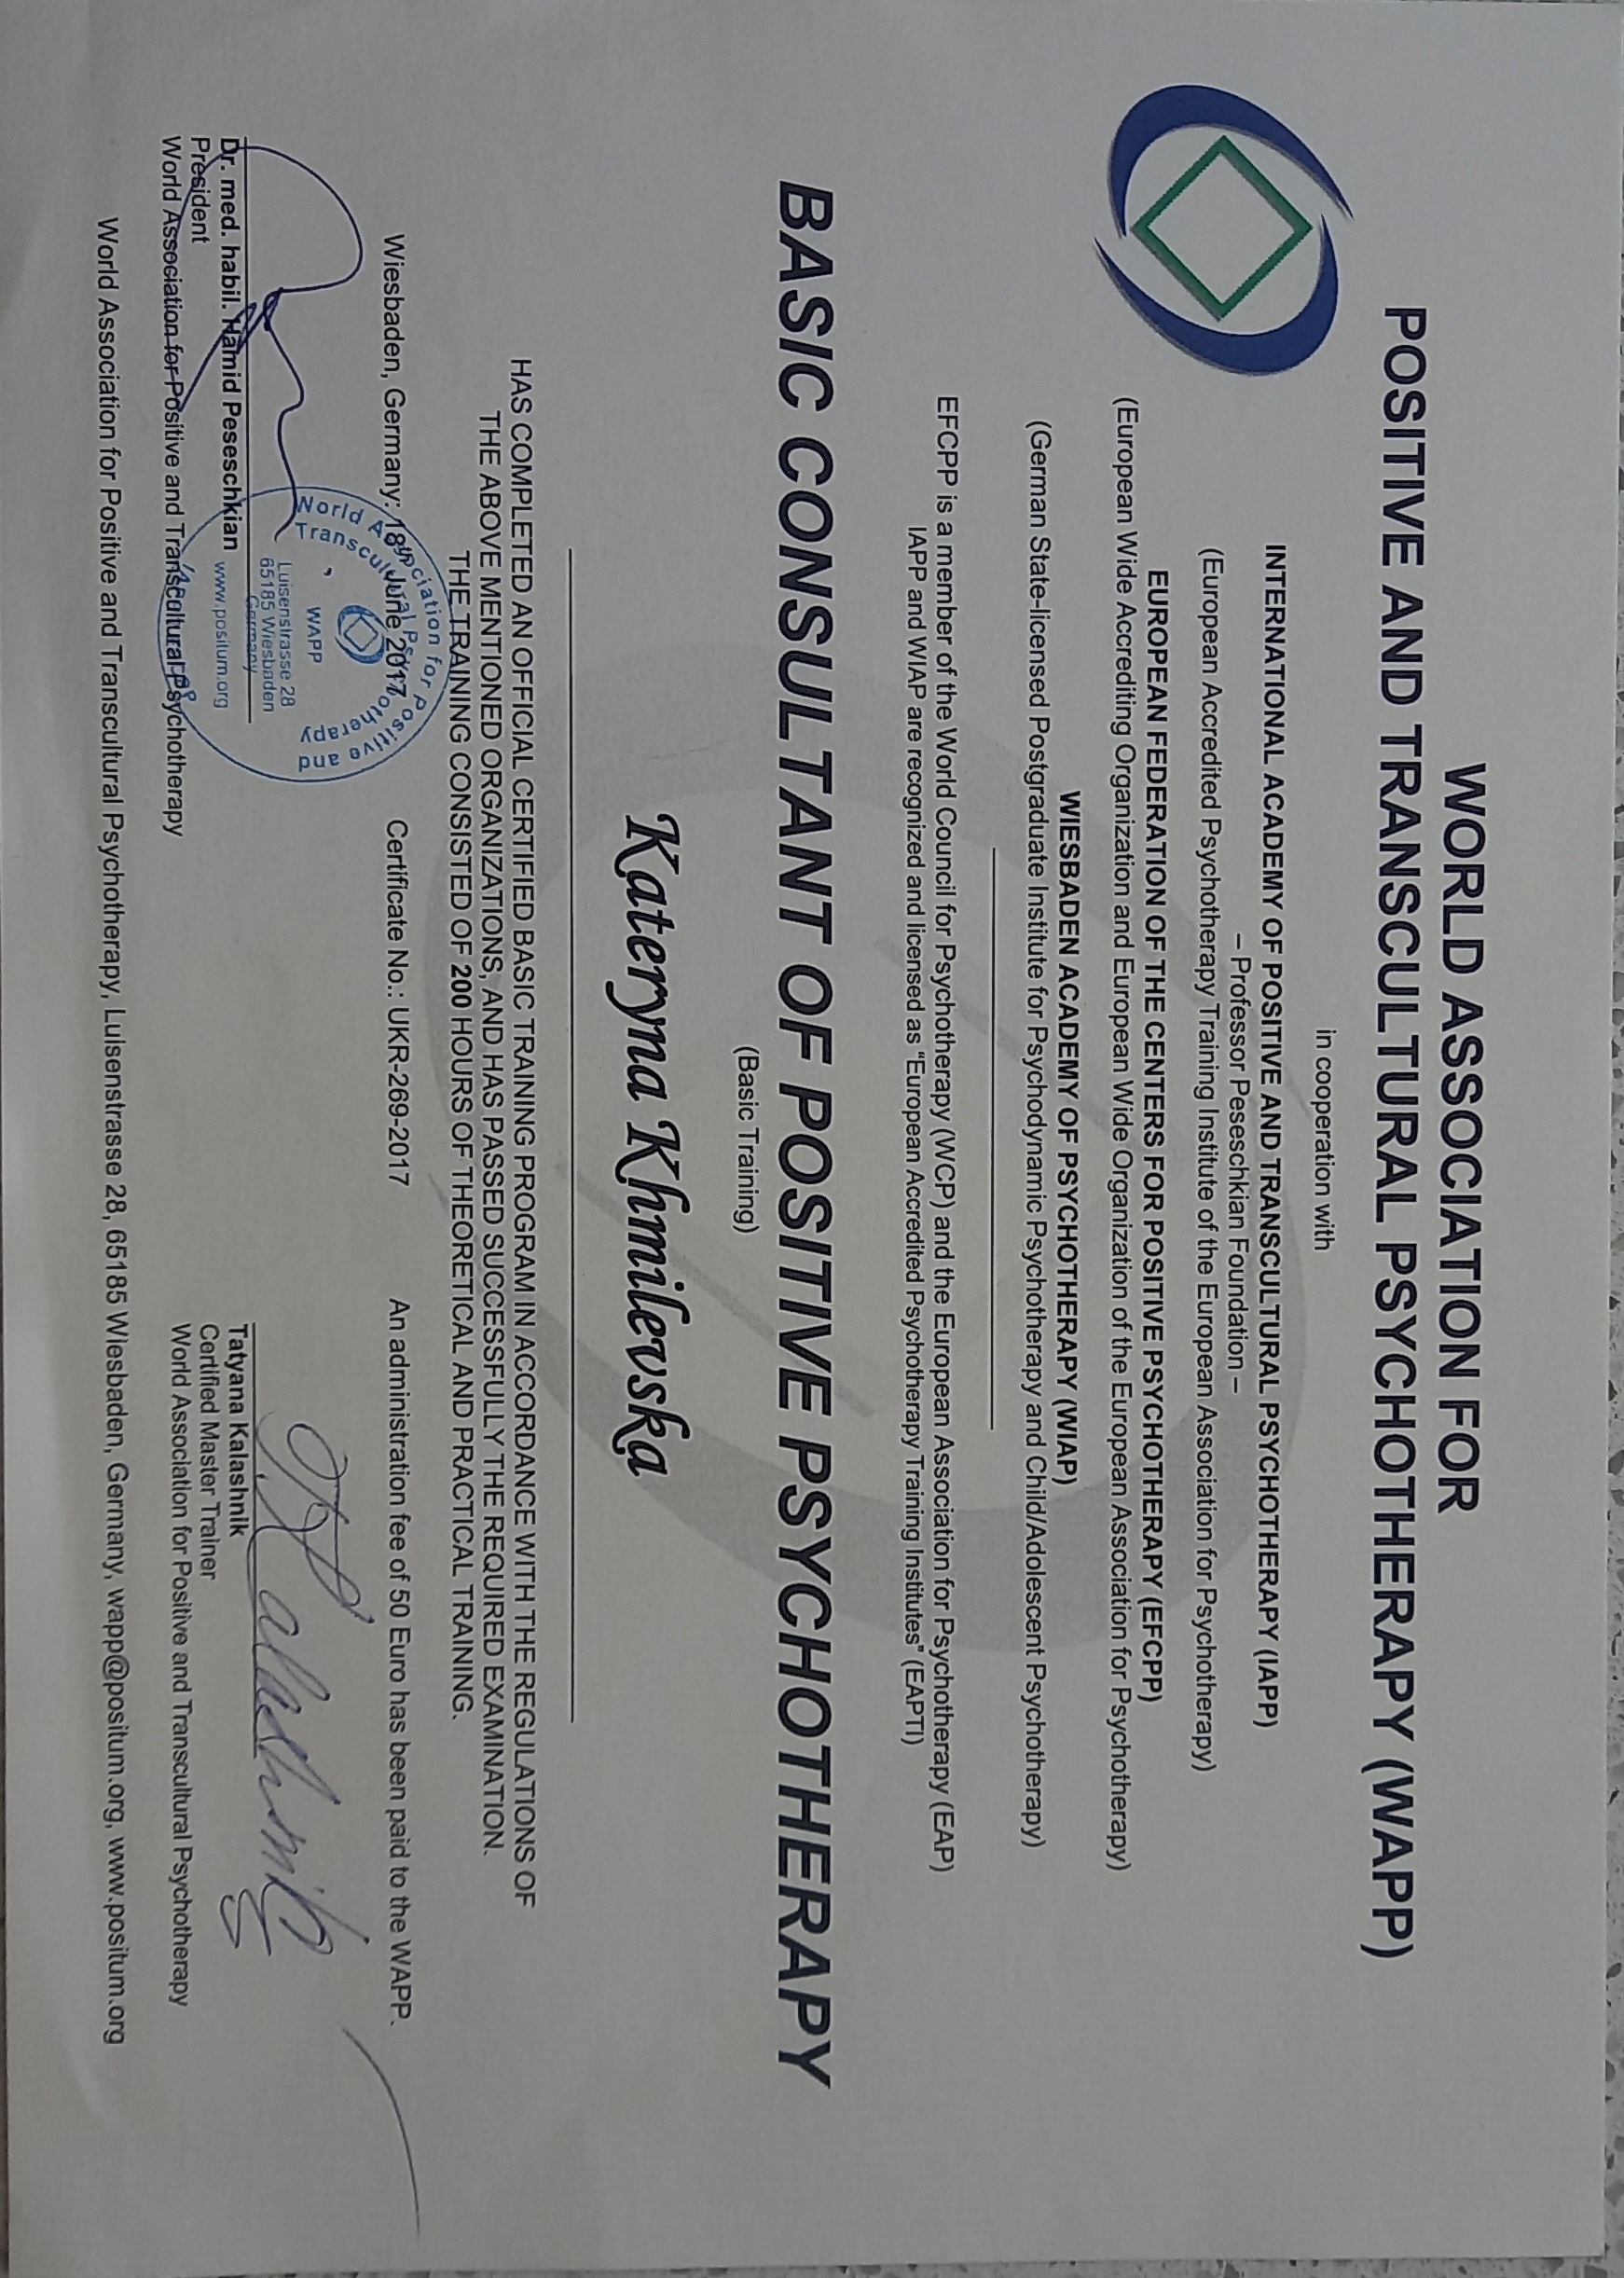 WORLD ASSOCIATION FOR
POSITIVE AND TRANSCULTURAL PSYCHOTHERAPY (WAPP)
in cooperation with
INTERNATIONAL ACADEMY OF POSITIVE AND TRANSCULTURAL PSYCHOTHERAPY (IAPP)
– Professor Peseschkian Foundation –
(European Accredited Psychotherapy Training Institute of the European Association for Psychotherapy)
EUROPEAN FEDERATION OF THE CENTERS FOR POSITIVE PSYCHOTHERAPY (EFCPP)
(European Wide Accrediting Organization and European Wide Organization of the European Association for Psychotherapy)
WIESBADEN ACADEMY OF PSYCHOTHERAPY (WIAP)
(German State-licensed Postgraduate Institute for Psychodynamic Psychotherapy and Child/Adolescent Psychotherapy)
EFCPP is a member of the World Council for Psychotherapy (WCP) and the European Association for Psychotherapy (EAP)
IAPP and WIAP are recognized and licensed as “European Accredited Psychotherapy Training Institutes” (EAPTI)
BASIC CONSULTANT OF POSITIVE PSYCHOTHERAPY
(Basic Training)
Kateryna Khmilevska
HAS COMPLETED AN OFFICIAL CERTIFIED BASIC TRAINING PROGRAM IN ACCORDANCE WITH THE REGULATIONS OF
THE ABOVE MENTIONED ORGANIZATIONS, AND HAS PASSED SUCCESSFULLY THE REQUIRED EXAMINATION.
THE TRAINING CONSISTED OF 200 HOURS OF THEORETICAL AND PRACTICAL TRAINING.
Wiesbaden, Germany: 18th June 2017
Certificate No.: UKR-269-2017
An administration fee of 50 Euro has been paid to the WAPP.
World Association for Positive and
Transcultural Psychotherapy
WAPP
Luisenstrasse 28
65185 Wiesbaden
Germany
www.positum.org
Dr. med. habil. Hamid Peseschkian
President
World Association for Positive and Transcultural Psychotherapy
Tatyana Kalashnik
Certified Master Trainer
World Association for Positive and Transcultural Psychotherapy
World Association for Positive and Transcultural Psychotherapy, Luisenstrasse 28, 65185 Wiesbaden, Germany, wapp@positum.org, www.positum.org